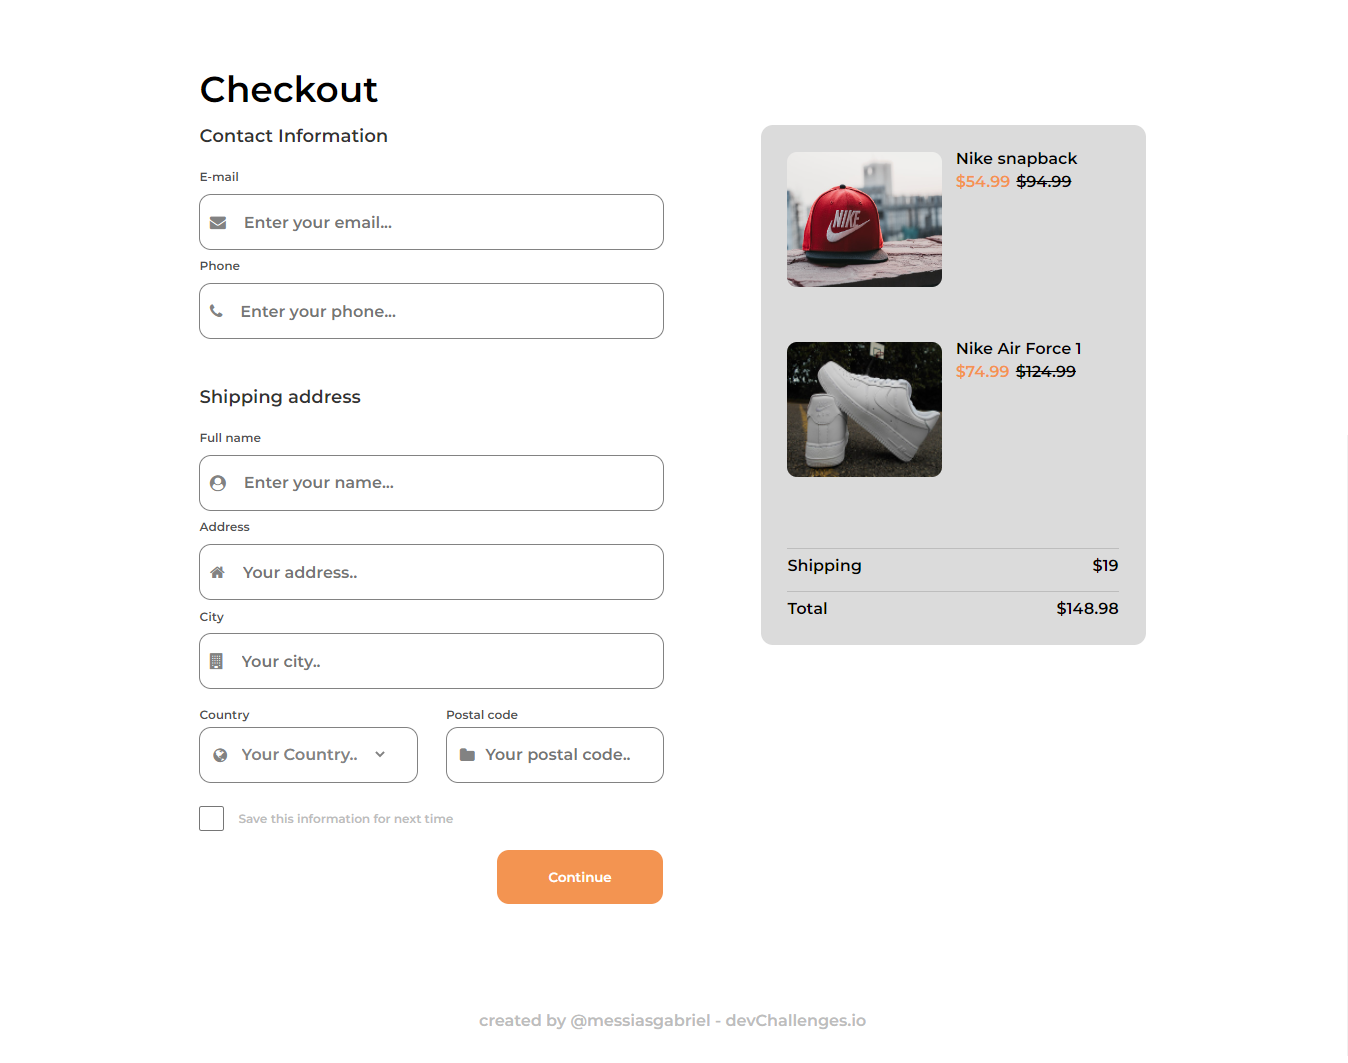 Checkout
Contact Information
E-mail
Enter your email...
Phone
Enter your phone...
Shipping address
Full name
Enter your name...
Address
Your address..
City
Your city..
Country
Postal code
Your Country..
Your postal code..
Save this information for next time
Continue
NIKE
Nike snapback
$54.99 $94.99
Nike Air Force 1
$74.99 $124.99
Shipping $19
Total $148.98
created by @messiasgabriel - devChallenges.io